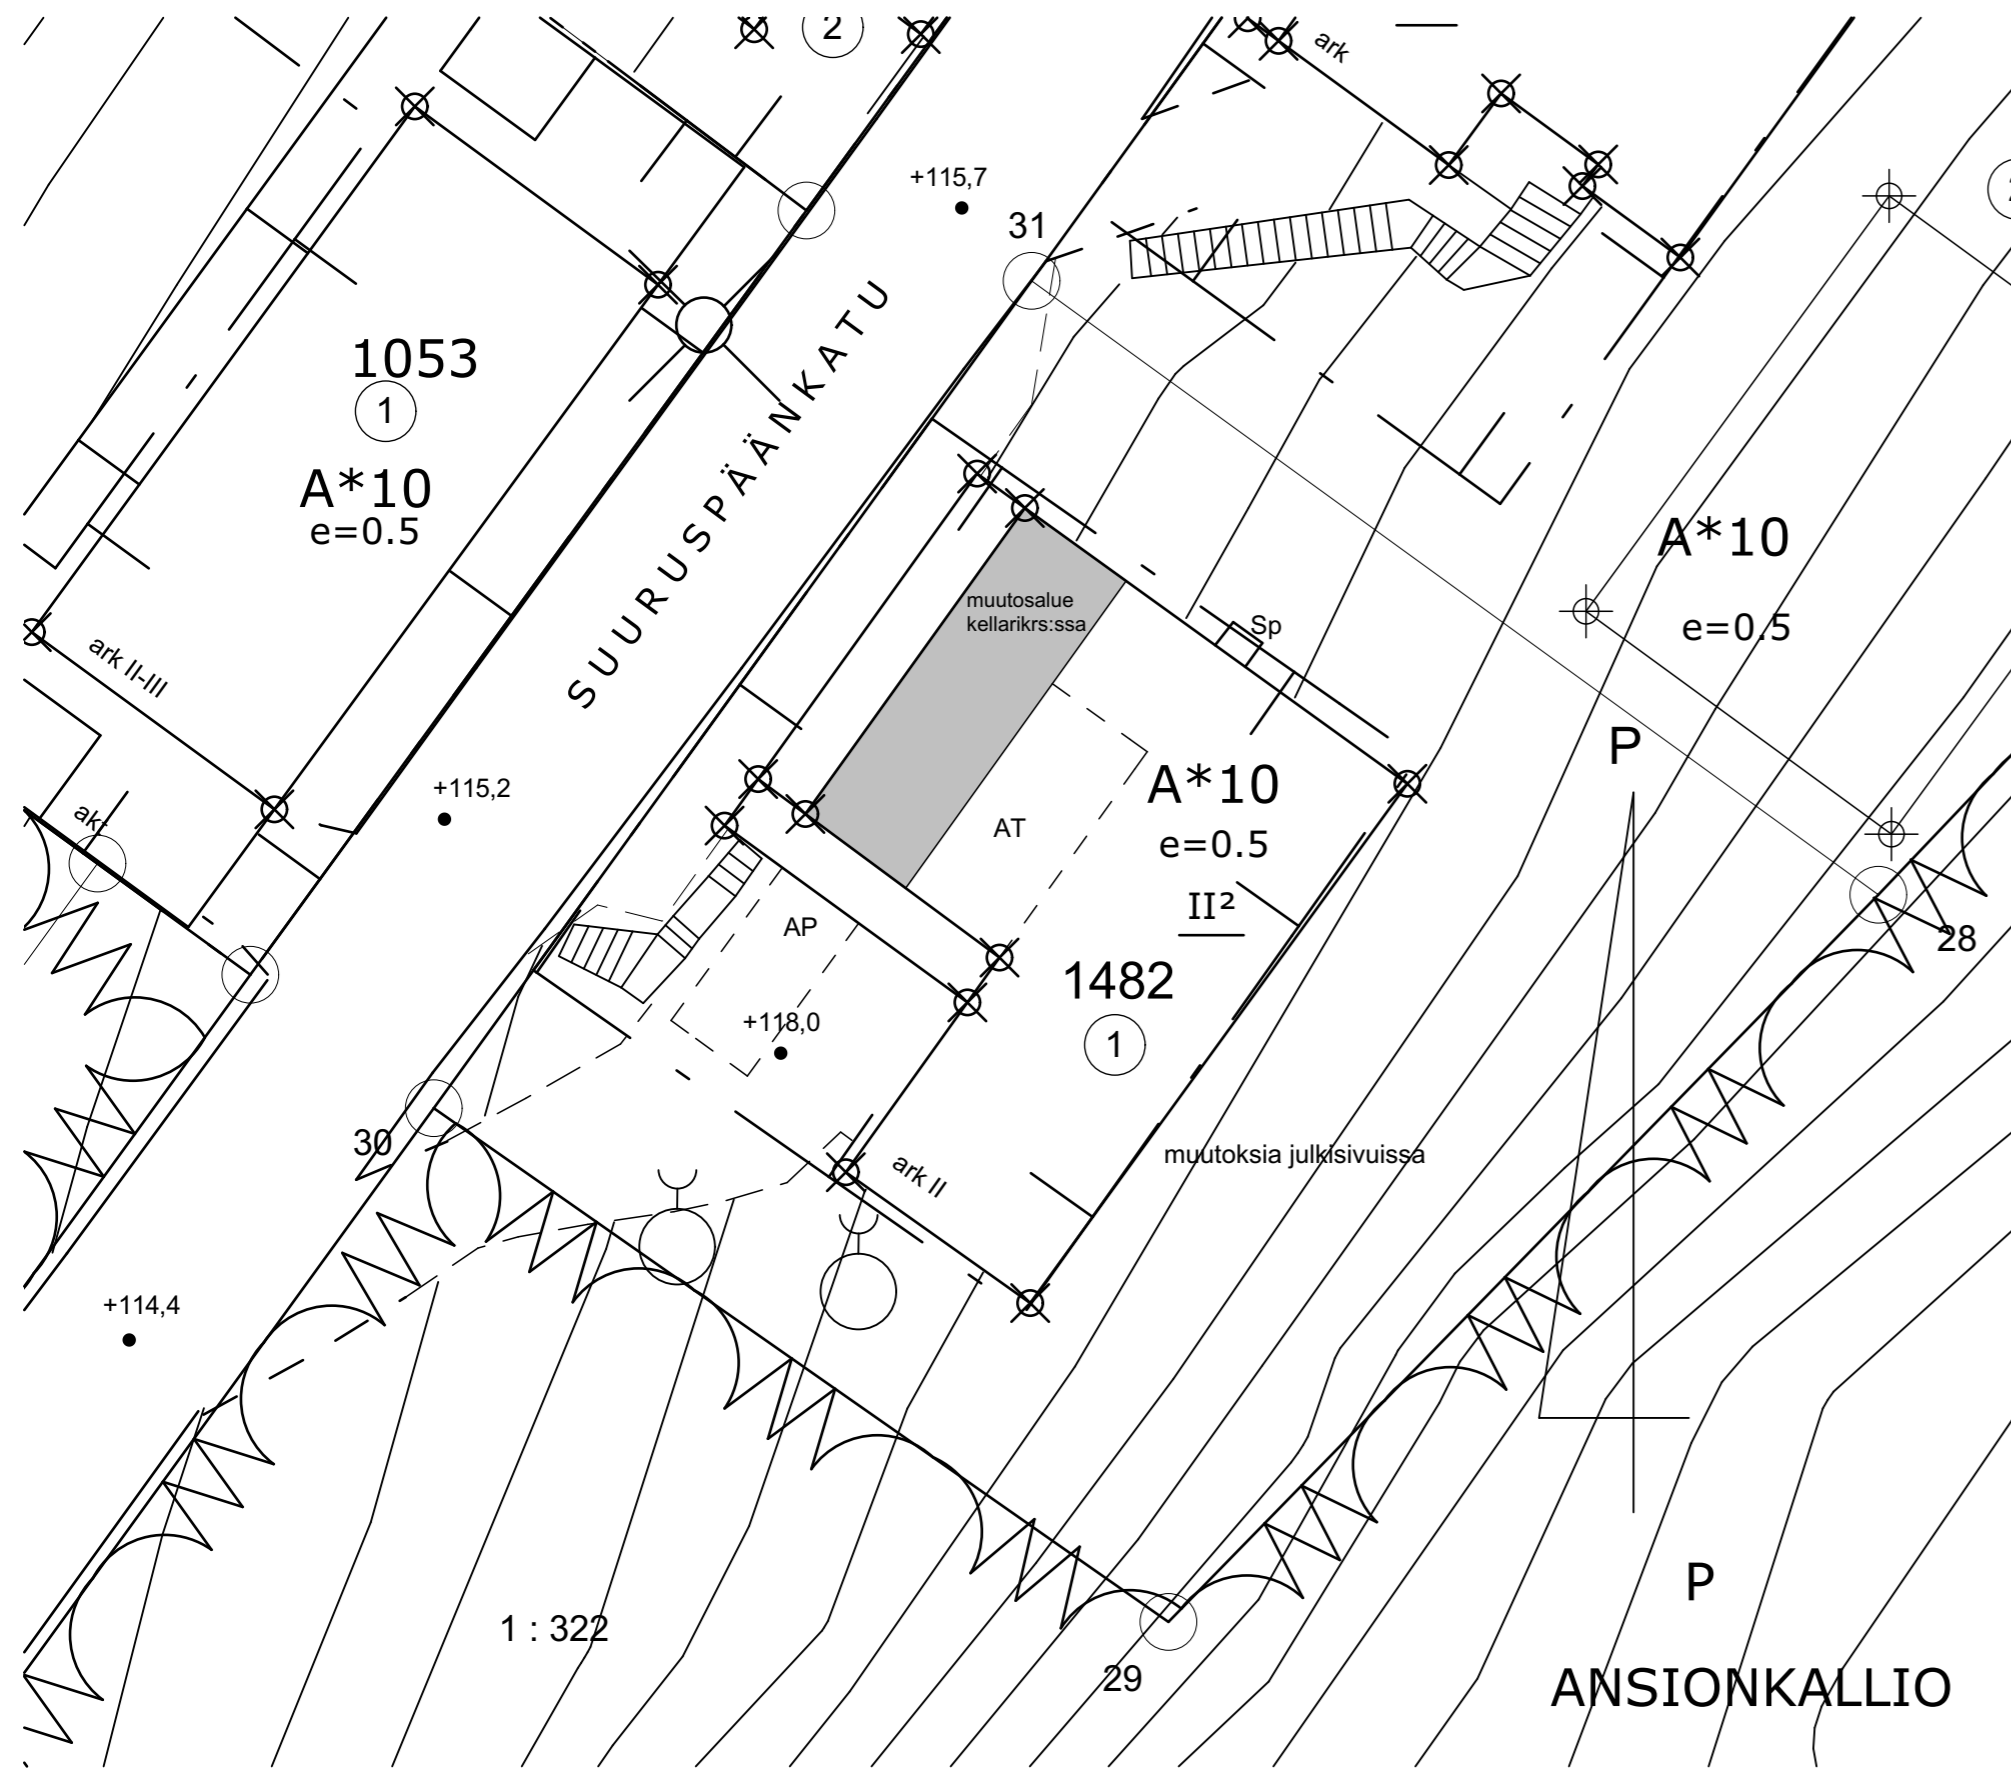 2
ark
+115,7
31
1053
1
A*10
e=0.5
SUURUSPÄÄNKATU
A*10
e=0.5
muutosalue
kellarikrs:ssa
Sp
ark II-III
P
+115,2
A*10
e=0.5
AT
II²
AP
28
1482
+118,0
1
30
muutoksia julkisivuissa
ark II
+114,4
P
1 : 322
29
ANSIONKALLIO